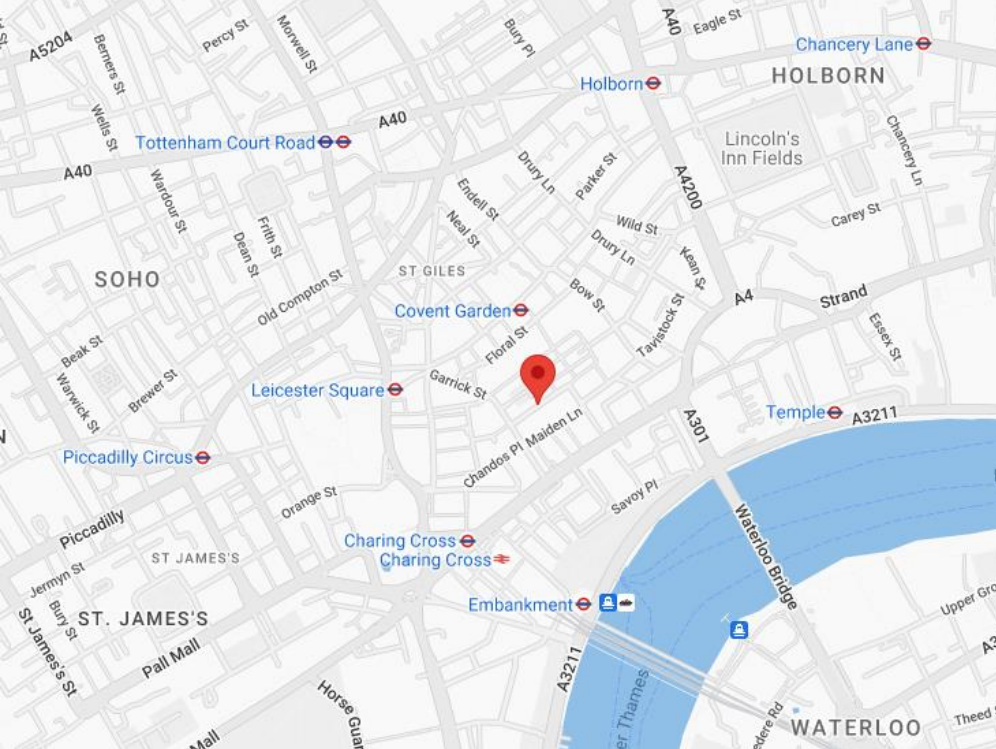 A40
Eagle St
Bury Pl
Percy St
Morwell St
A5204
Berners St
Chancery Lane
HOLBORN
Holborn
Wells St
A40
Tottenham Court Road
Lincoln's
Inn Fields
Chancery Ln
A40
Drury Ln
Parker St
A4200
Wardour St
Endell St
Neal St
Wild St
Carey St
Frith St
Dean St
Drury Ln
Kean St
ST GILES
SOHO
Old Compton St
Bow St
A4
Strand
Covent Garden
Tavistock St
Essex St
Floral St
Beak St
Brewer St
Warwick St
Leicester Square
Garrick St
Temple
A3211
A301
Maiden Ln
Chandos Pl
Piccadilly Circus
Orange St
Savoy Pl
Piccadilly
Waterloo Bridge
Charing Cross
Charing Cross
ST JAMES'S
Jermyn St
Bury St
ST. JAMES'S
St James's St
Embankment
Upper Gro
Pall Mall
A3211
Horse Guar
er Thames
edere Rd
WATERLOO
Theed S
Mall